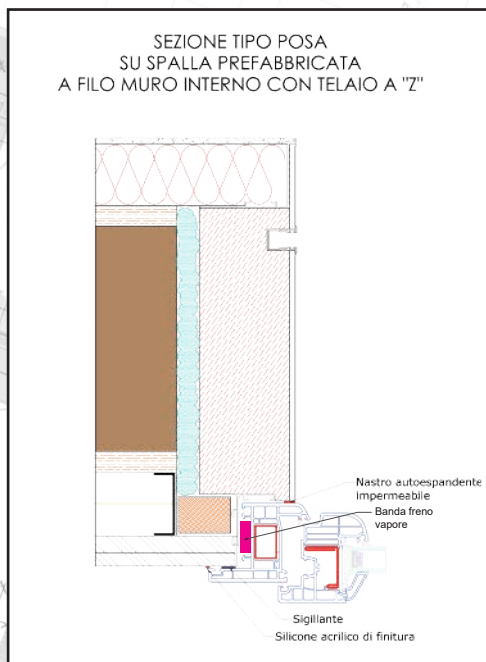 SEZIONE TIPO POSA
SU SPALLA PREFABBRICATA
A FILO MURO INTERNO CON TELAIO A "Z"
Nastro autoespandente
impermeabile
Banda freno
vapore
Sigillante
Silicone acrilico di finitura